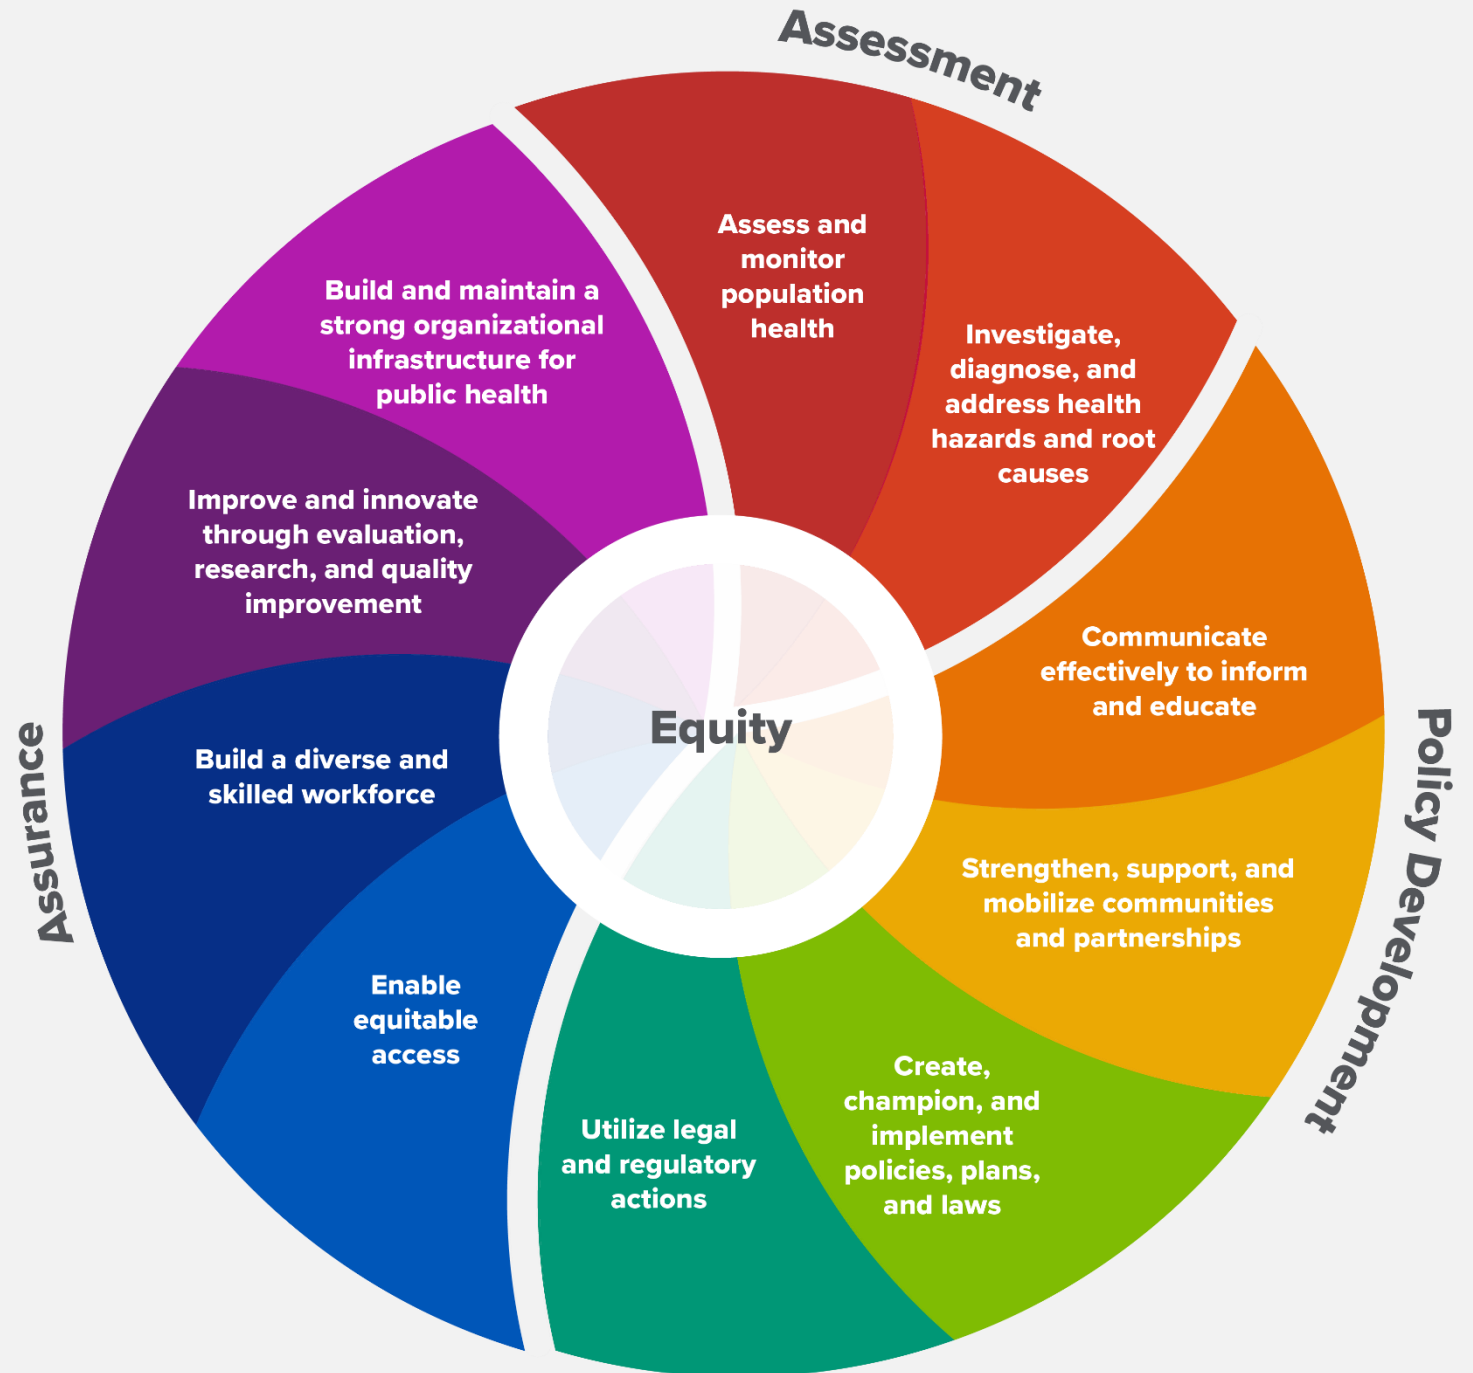 Assessment
Assess and
monitor
population
health
Investigate,
diagnose, and
address health
hazards and root
causes
Policy Development
Communicate
effectively to inform
and educate
Strengthen, support, and
mobilize communities
and partnerships
Create,
champion, and
implement
policies, plans,
and laws
Utilize legal
and regulatory
actions
Assurance
Enable
equitable
access
Build a diverse and
skilled workforce
Improve and innovate
through evaluation,
research, and quality
improvement
Build and maintain a
strong organizational
infrastructure for
public health
Equity